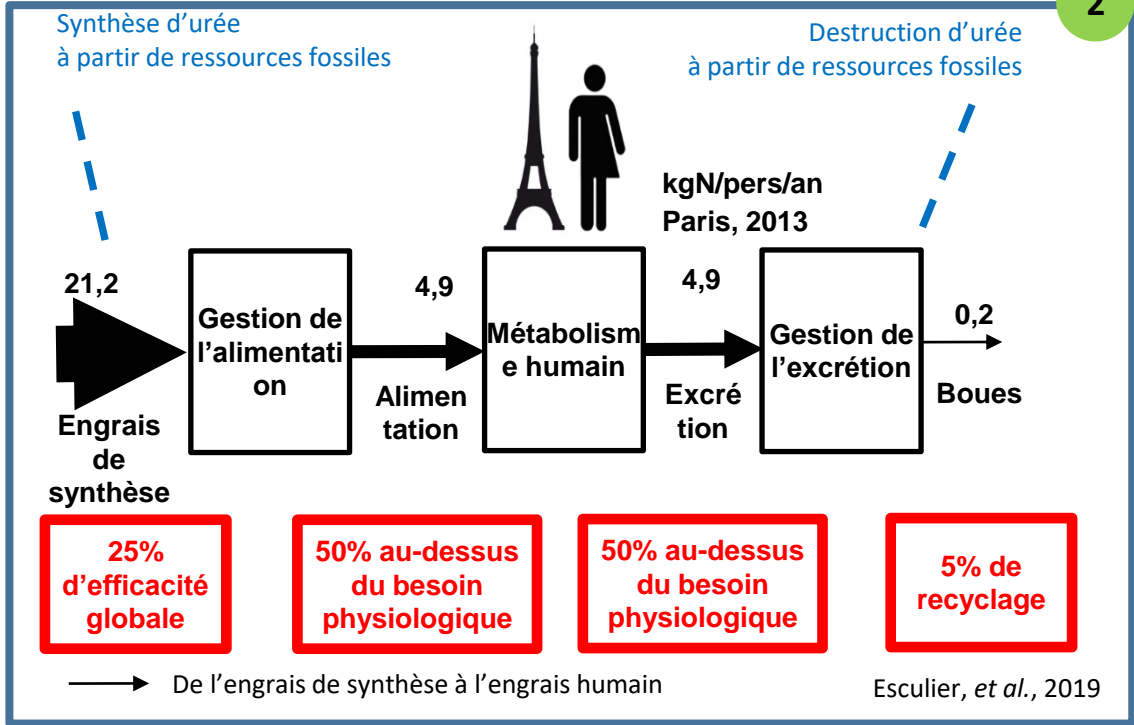 2
Synthèse d’urée
à partir de ressources fossiles
Destruction d’urée
à partir de ressources fossiles
kgN/pers/an
Paris, 2013
21,2
Engrais
de
synthèse
Gestion de
l’alimentati
on
4,9
Alimen
tation
Métabolism
e humain
4,9
Excré
tion
Gestion de
l’excrétion
0,2
Boues
25%
d’efficacité
globale
50% au-dessus
du besoin
physiologique
50% au-dessus
du besoin
physiologique
5% de
recyclage
De l’engrais de synthèse à l’engrais humain
Esculier, et al., 2019